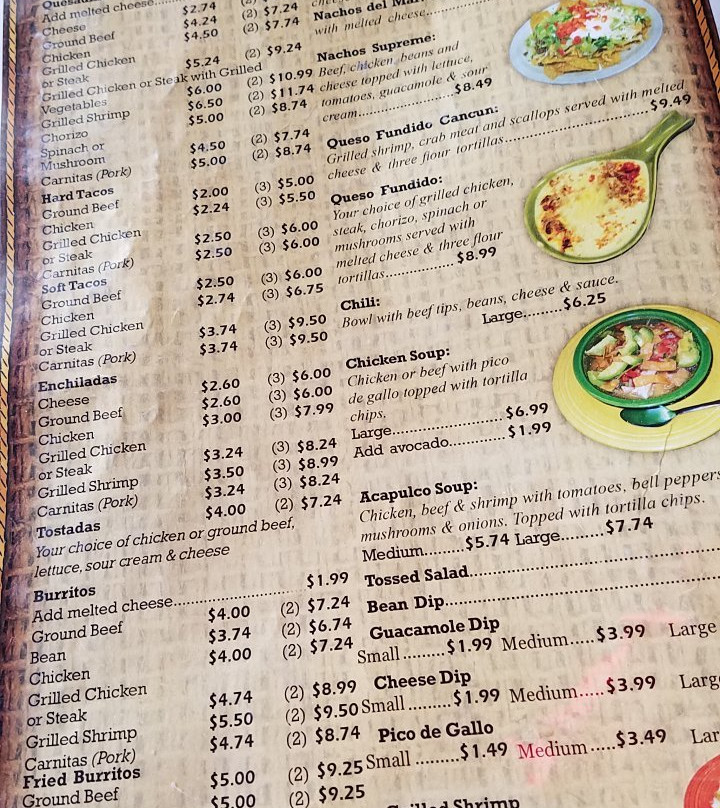 Add melted cheese
Cheese $2.74
Ground Beef $4.24 (2) $7.24
Chicken $4.50 (2) $7.74
Grilled Chicken
or Steak $5.24 (2) $9.24
Grilled Chicken or Steak with Grilled
Vegetables $6.00 (2) $10.99
Grilled Shrimp $6.50 (2) $11.74
Chorizo $5.00 (2) $8.74
Spinach or
Mushroom $4.50 (2) $7.74
Carnitas (Pork) $5.00 (2) $8.74
Hard Tacos
Ground Beef $2.00 (3) $5.00
Chicken $2.24 (3) $5.50
Grilled Chicken
or Steak $2.50 (3) $6.00
Carnitas (Pork) $2.50 (3) $6.00
Soft Tacos
Ground Beef $2.50 (3) $6.00
Chicken $2.74 (3) $6.75
Grilled Chicken
or Steak $3.74 (3) $9.50
Carnitas (Pork) $3.74 (3) $9.50
Enchiladas
Cheese $2.60 (3) $6.00
Ground Beef $2.60 (3) $6.00
Chicken $3.00 (3) $7.99
Grilled Chicken
or Steak $3.24 (3) $8.24
Grilled Shrimp $3.50 (3) $8.99
Carnitas (Pork) $3.24 (3) $8.24
Tostadas $4.00 (2) $7.24
Your choice of chicken or ground beef,
lettuce, sour cream & cheese
Burritos
Add melted cheese.......................... $1.99
Ground Beef $4.00 (2) $7.24
Bean $3.74 (2) $6.74
Chicken $4.00 (2) $7.24
Grilled Chicken
or Steak $4.74 (2) $8.99
Grilled Shrimp $5.50 (2) $9.50
Carnitas (Pork) $4.74 (2) $8.74
Fried Burritos
Ground Beef $5.00 (2) $9.25
$5.00 (2) $9.25
Nachos del
with melted cheese
Nachos Supreme:
Beef, chicken, beans and
cheese topped with lettuce,
tomatoes, guacamole & sour
cream.......................$8.49
Queso Fundido Cancun:
Grilled shrimp, crab meat and scallops served with melted
cheese & three flour tortillas..............................$9.49
Queso Fundido:
Your choice of grilled chicken,
steak, chorizo, spinach or
mushrooms served with
melted cheese & three flour
tortillas................ $8.99
Chili:
Bowl with beef tips, beans, cheese & sauce.
Large.........$6.25
Chicken Soup:
Chicken or beef with pico
de gallo topped with tortilla
chips,
Large.......................... $6.99
Add avocado.............$1.99
Acapulco Soup:
Chicken, beef & shrimp with tomatoes, bell peppers
mushrooms & onions. Topped with tortilla chips.
Medium.........$5.74 Large.........$7.74
Tossed Salad
Bean Dip
Guacamole Dip
Small .........$1.99 Medium.....$3.99 Large
Cheese Dip
Small .........$1.99 Medium.....$3.99 Larg
Pico de Gallo
Small .........$1.49 Medium.....$3.49 Lar
Shrimp